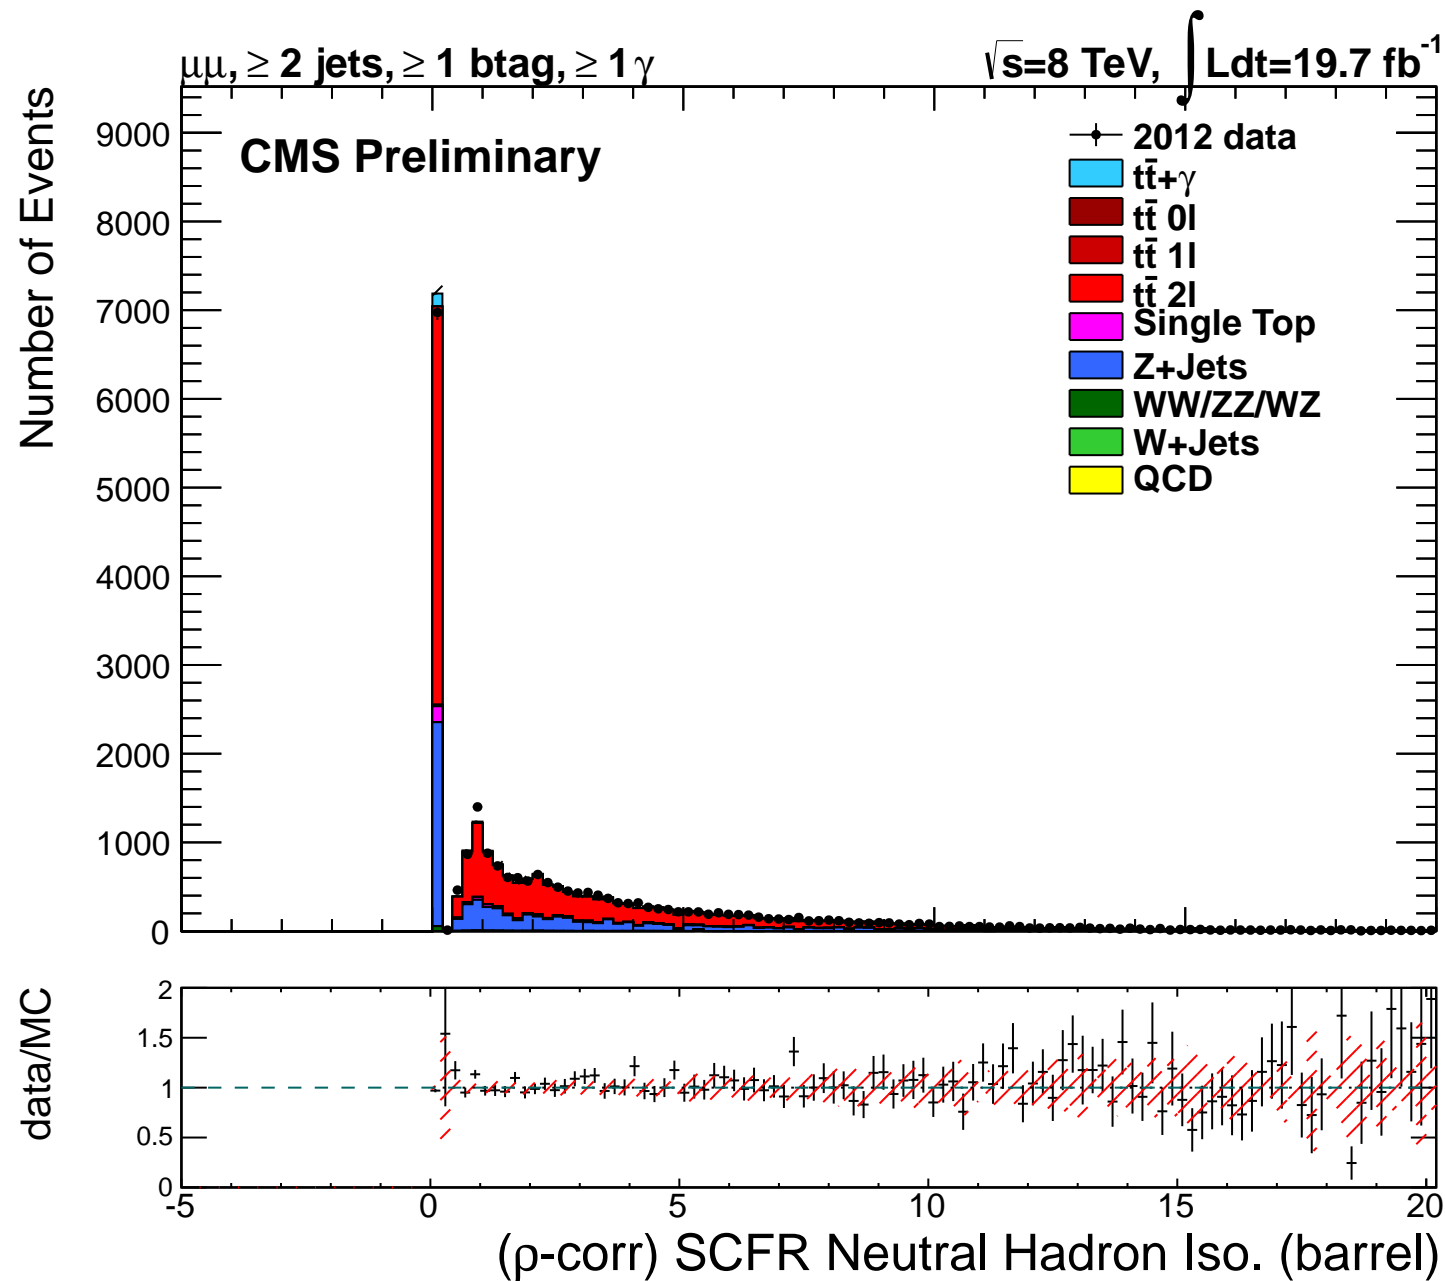 μμ, ≥ 2 jets, ≥ 1 btag, ≥ 1 γ
√s=8 TeV, ∫ Ldt=19.7 fb⁻¹
CMS Preliminary
Number of Events
9000
8000
7000
6000
5000
4000
3000
2000
1000
0
2012 data
tt̄+γ
tt̄ 0l
tt̄ 1l
tt̄ 2l
Single Top
Z+Jets
WW/ZZ/WZ
W+Jets
QCD
data/MC
2
1.5
1
0.5
0
-5 0 5 10 15 20
(ρ-corr) SCFR Neutral Hadron Iso. (barrel)